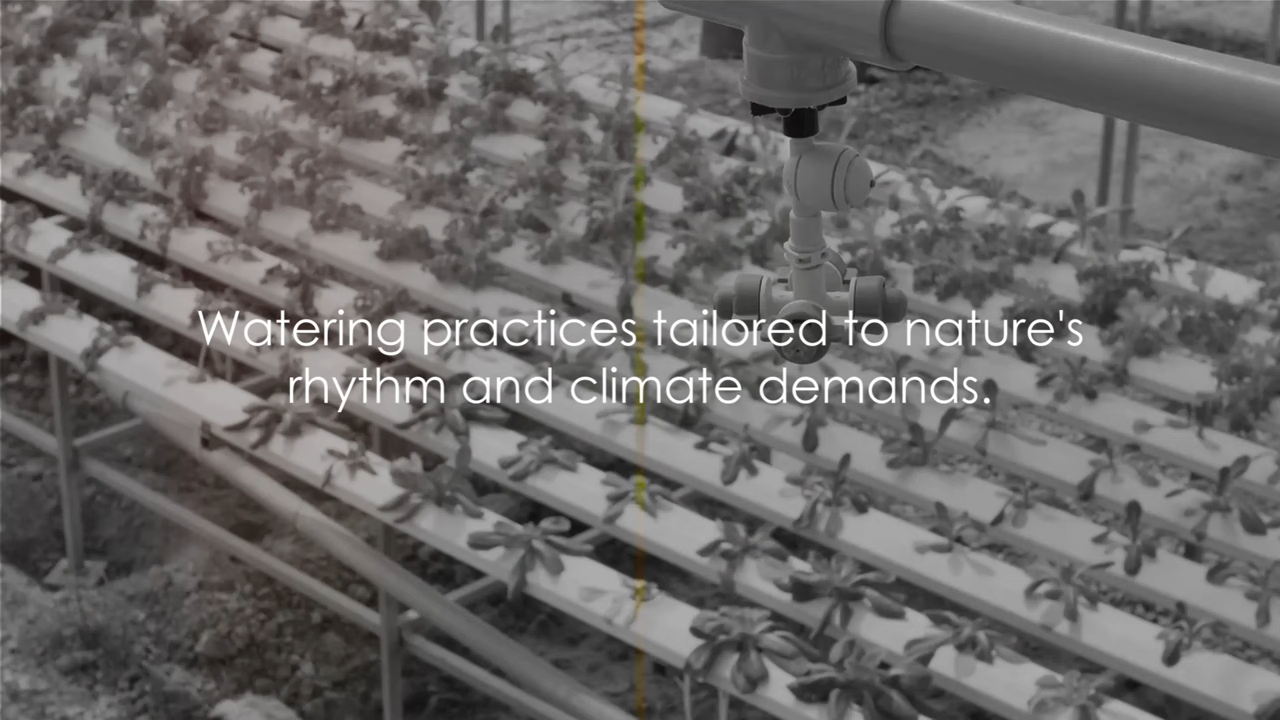 Watering practices tailored to nature's
rhythm and climate demands.